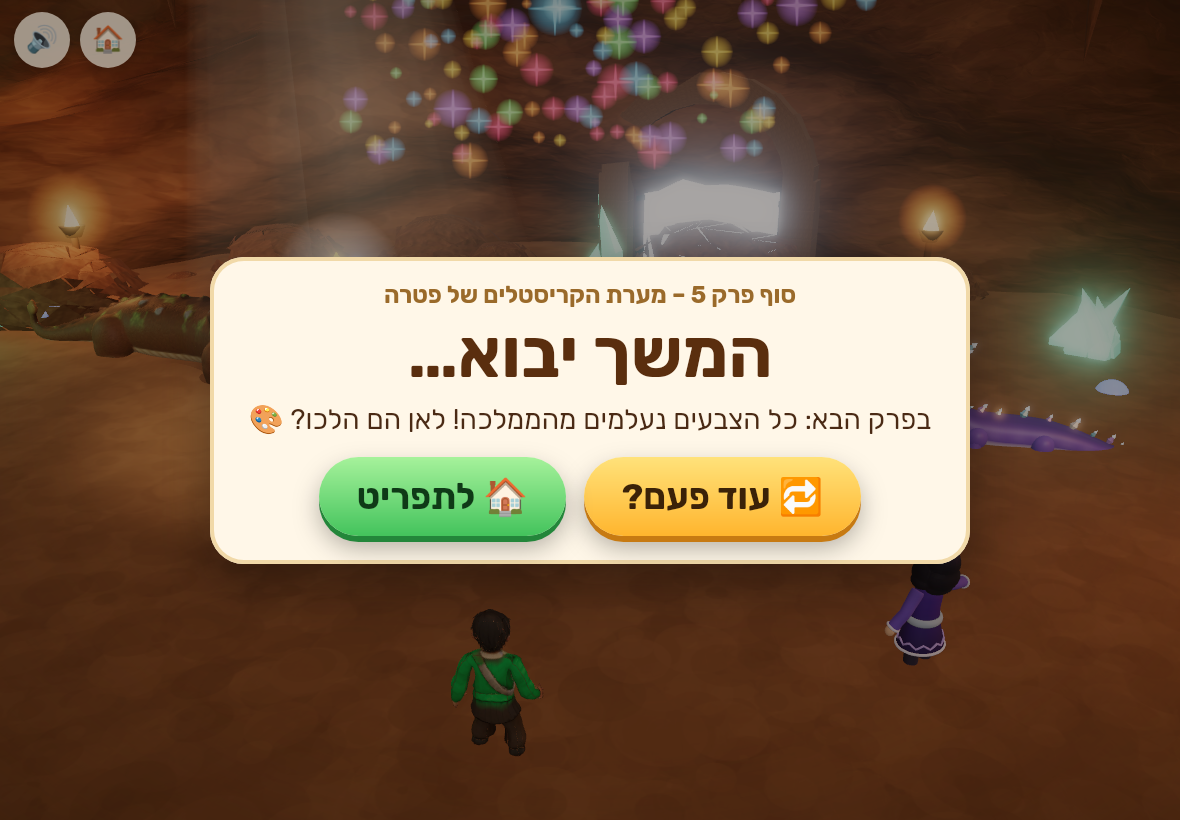 סוף פרק 5 – מערת הקריסטלים של פטרה
המשך יבוא...
בפרק הבא: כל הצבעים נעלמים מהממלכה! לאן הם הלכו? 🎨
🔁 עוד פעם?
🏠 לתפריט